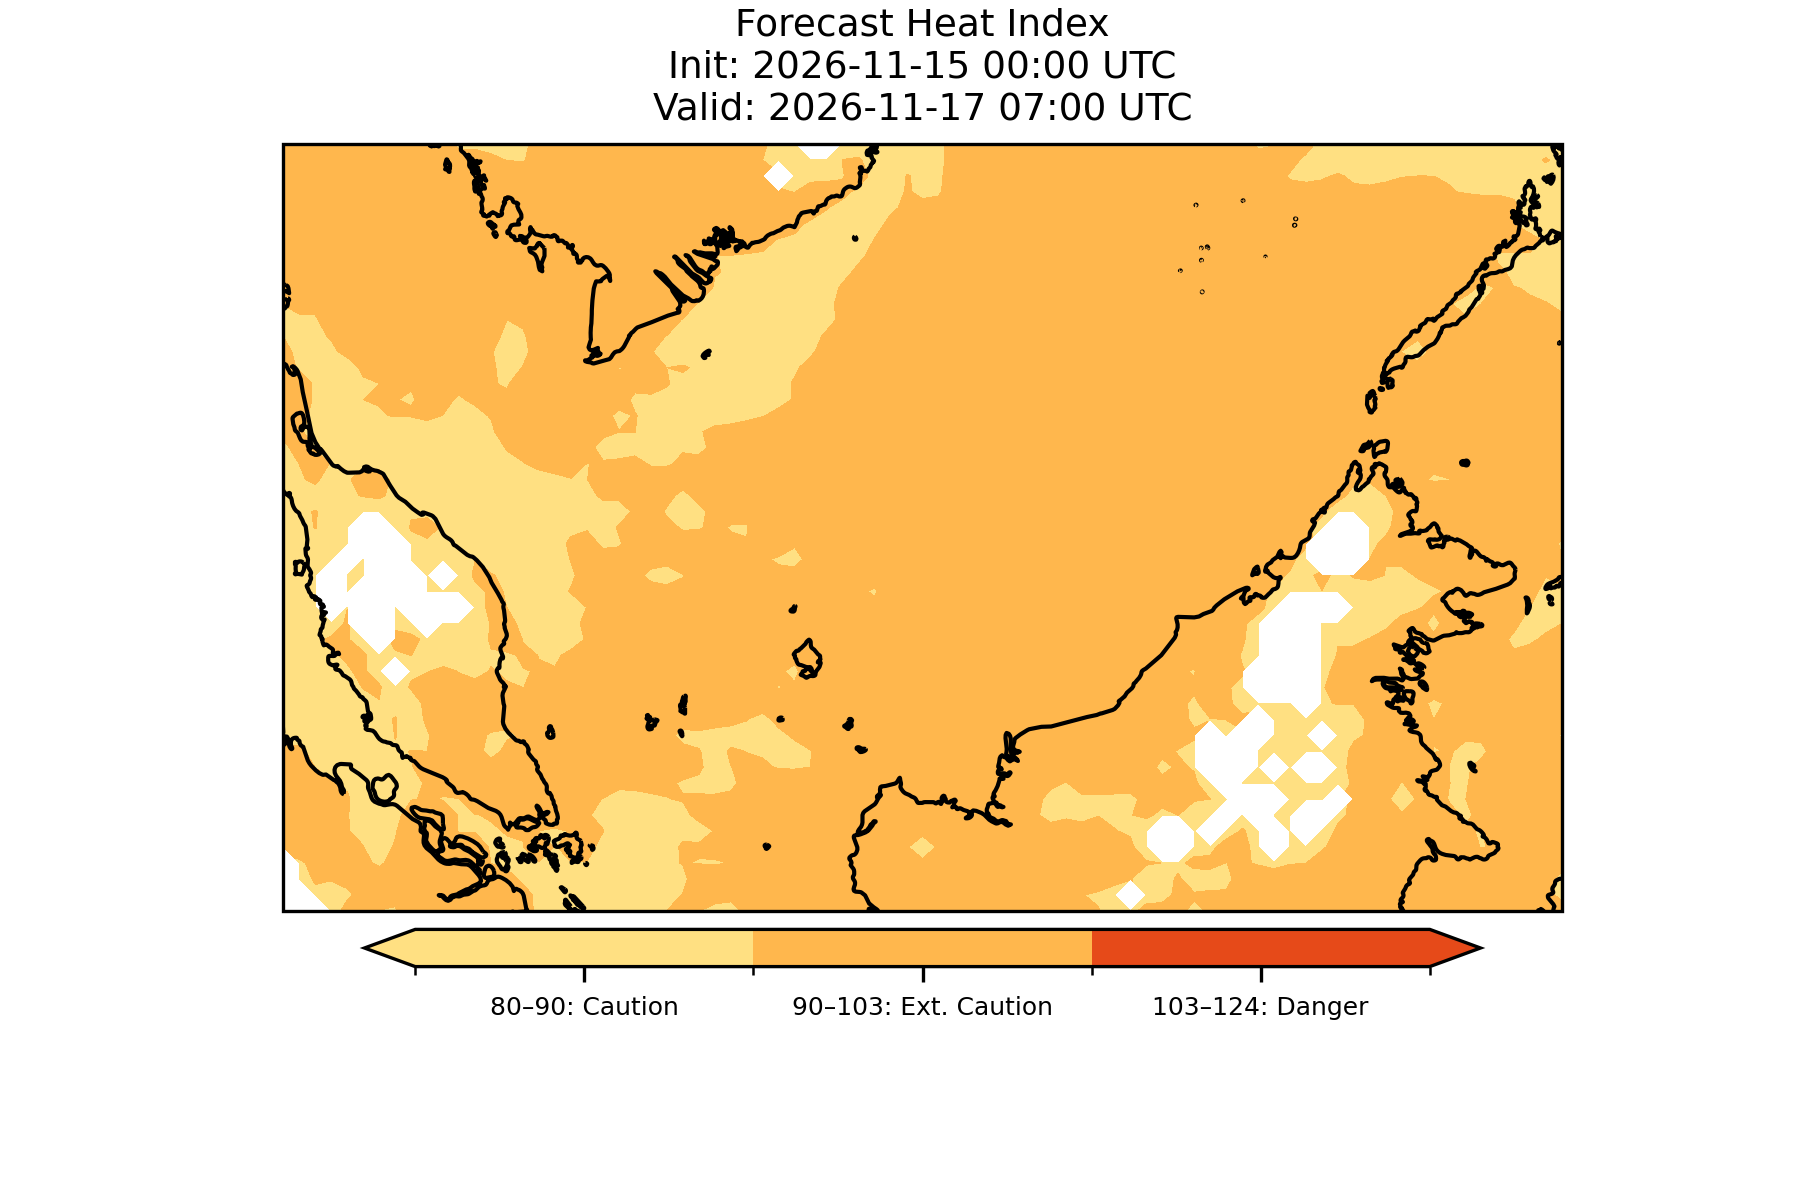 Forecast Heat Index
Init: 2026-11-15 00:00 UTC
Valid: 2026-11-17 07:00 UTC
80–90: Caution
90–103: Ext. Caution
103–124: Danger